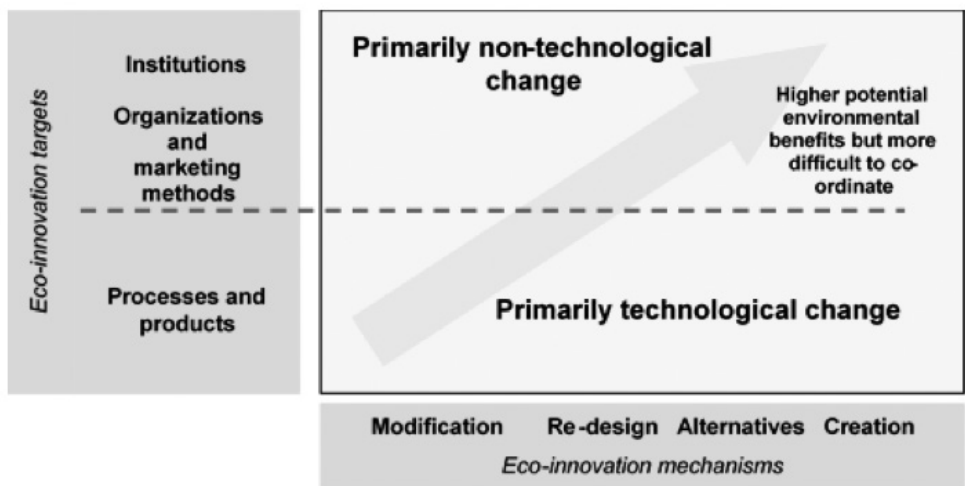 Eco-innovation targets
Institutions
Organizations
and
marketing
methods
Processes and
products
Primarily non-technological
change
Higher potential
environmental
benefits but more
difficult to co-
ordinate
Primarily technological change
Modification Re-design Alternatives Creation
Eco-innovation mechanisms